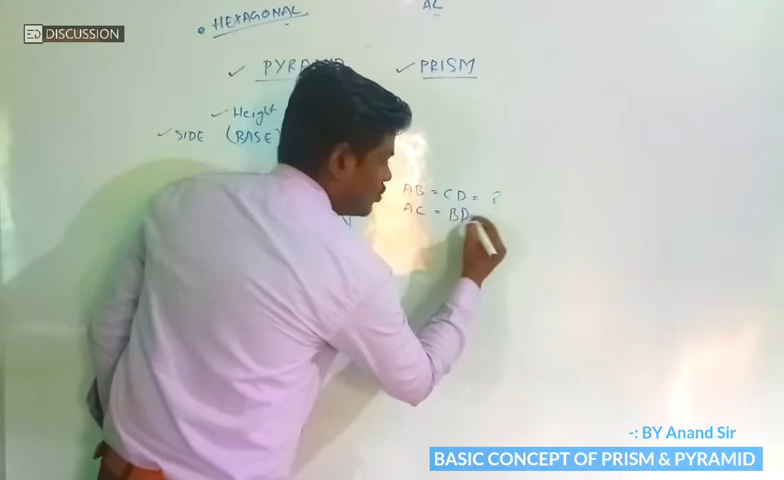 ED DISCUSSION
AC
• HEXAGONAL
✓ PYRAMID ✓ PRISM
✓ Height
✓ SIDE (BASE)
AB = CD = ?
AC = BD =
-: BY Anand Sir
BASIC CONCEPT OF PRISM & PYRAMID